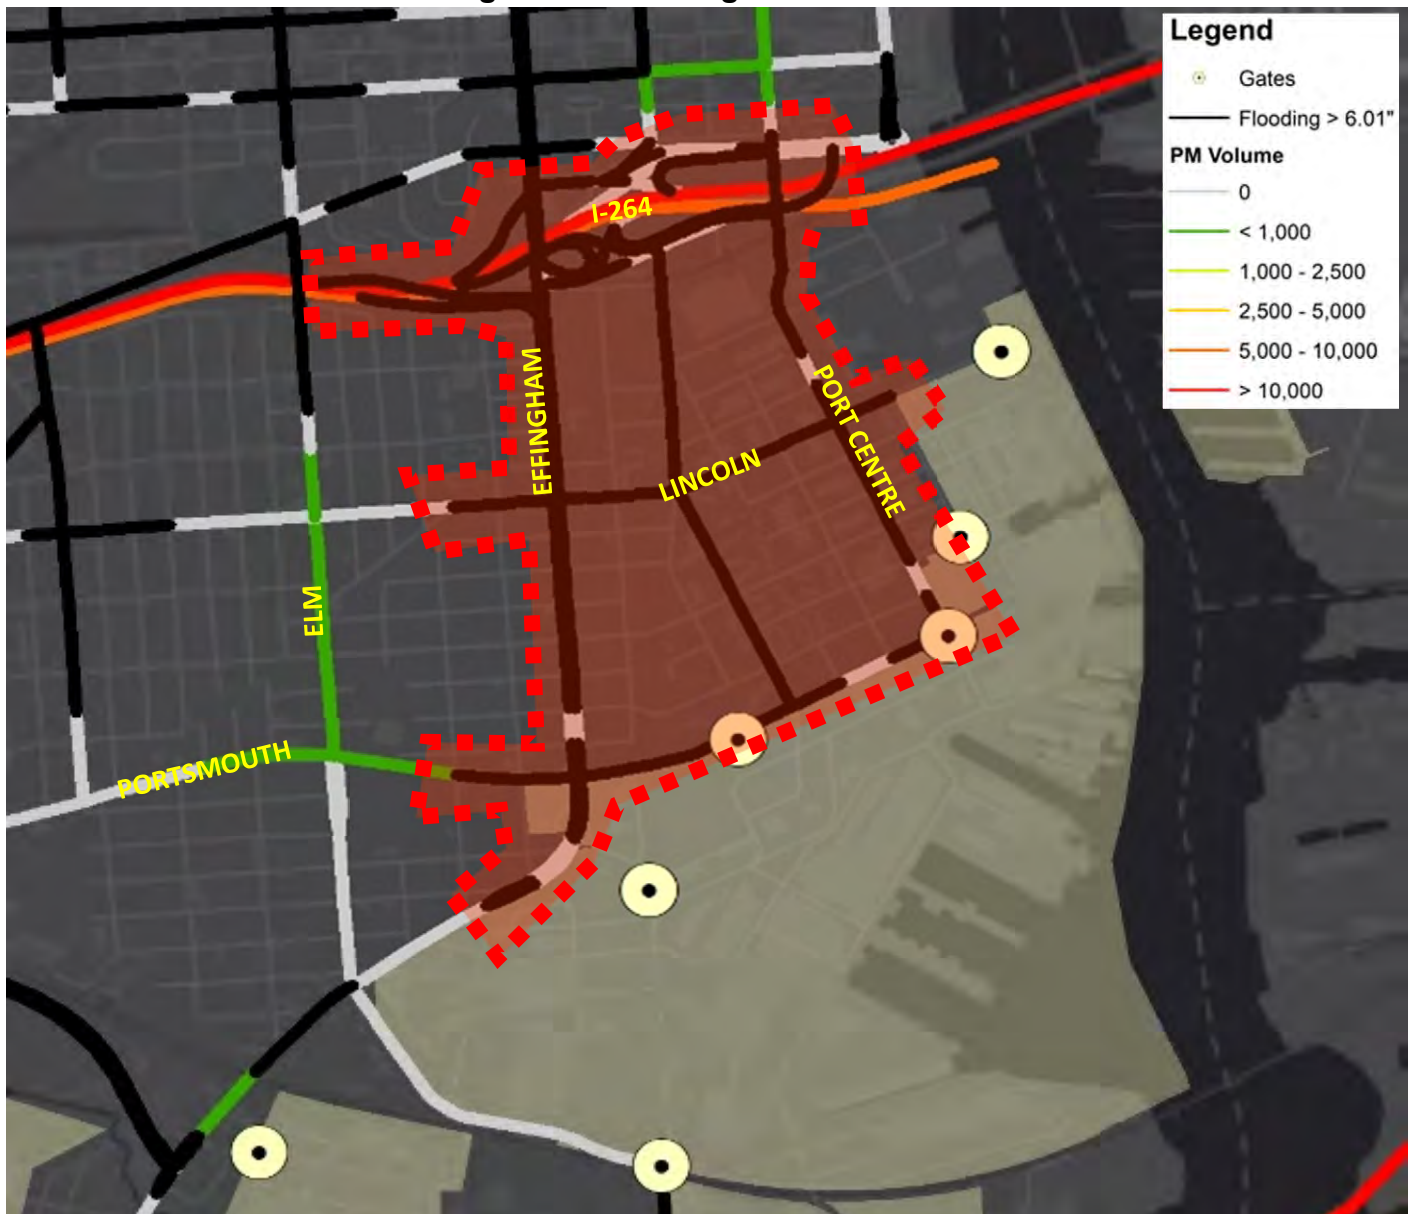 Legend
Gates
Flooding > 6.01"
PM Volume
0
< 1,000
1,000 - 2,500
2,500 - 5,000
5,000 - 10,000
> 10,000
I-264
EFFINGHAM
PORT CENTRE
LINCOLN
ELM
PORTSMOUTH